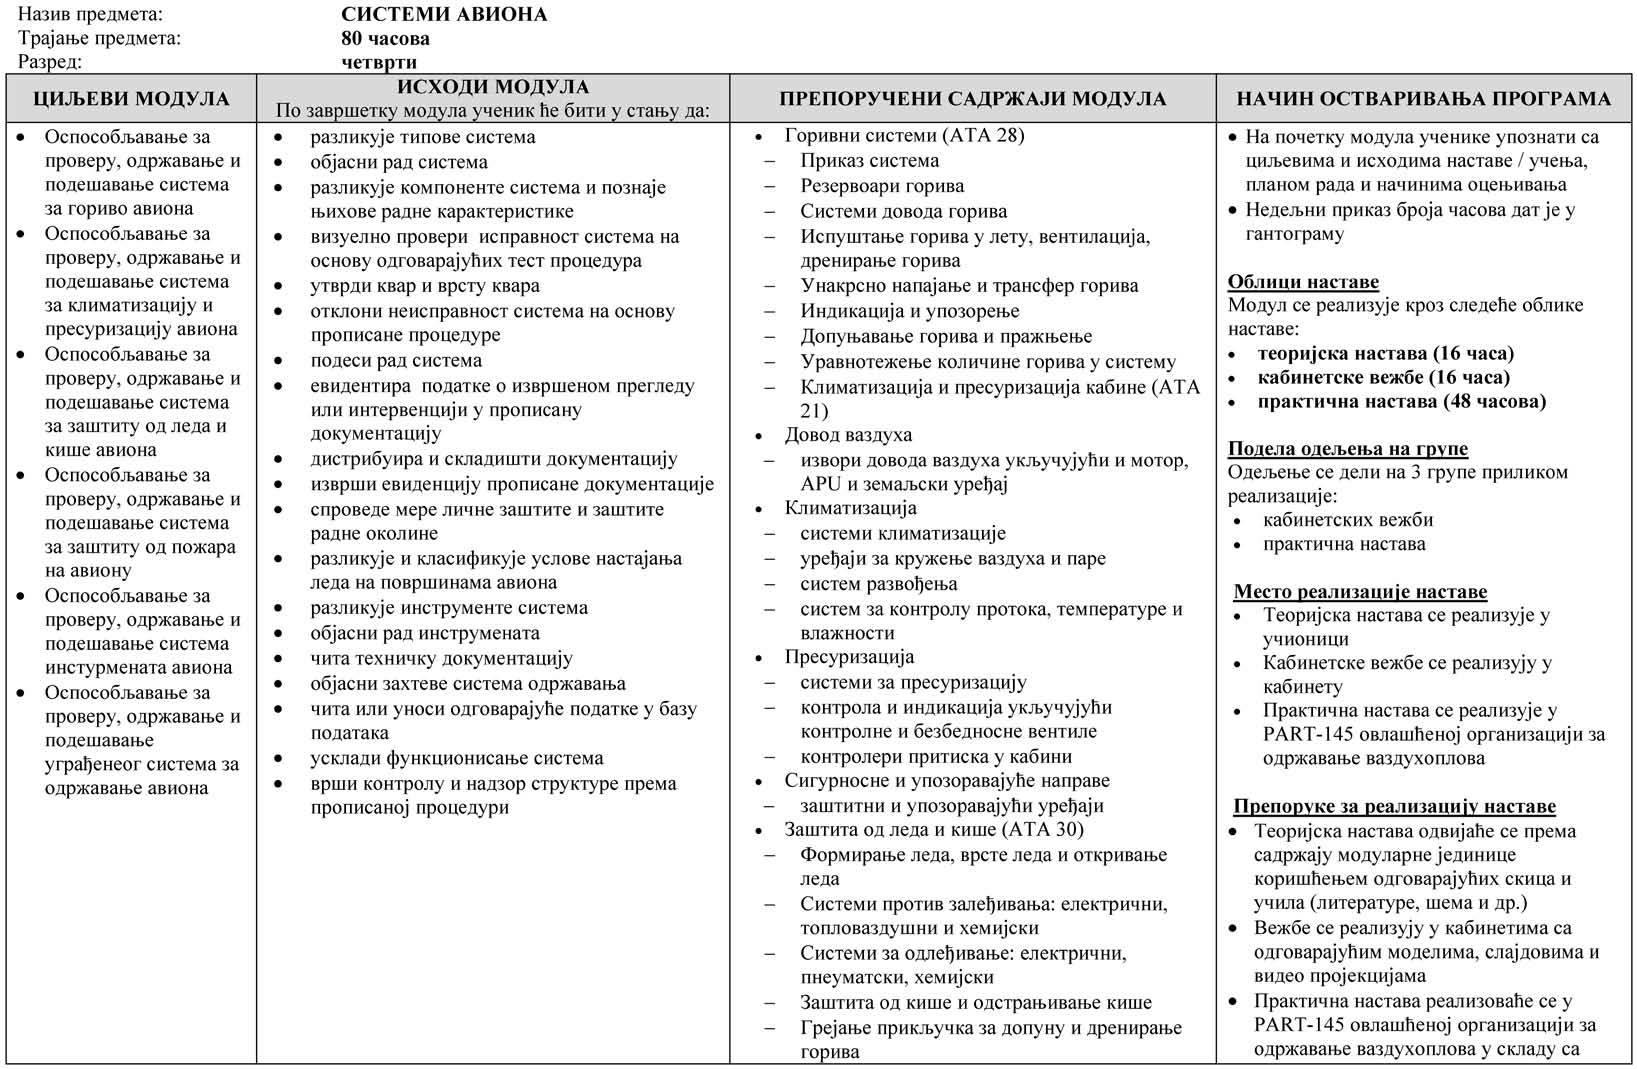 Назив предмета: СИСТЕМИ АВИОНА
Трајање предмета: 80 часова
Разред: четврти
ЦИЉЕВИ МОДУЛА
• Оспособљавање за
проверу, одржавање и
подешавање система
за гориво авиона
• Оспособљавање за
проверу, одржавање и
подешавање система
за климатизацију и
пресуризацију авиона
• Оспособљавање за
проверу, одржавање и
подешавање система
за заштиту од леда и
кише авиона
• Оспособљавање за
проверу, одржавање и
подешавање система
за заштиту од пожара
на авиону
• Оспособљавање за
проверу, одржавање и
подешавање система
инстурмената авиона
• Оспособљавање за
проверу, одржавање и
подешавање
уграђенеог система за
одржавање авиона
ИСХОДИ МОДУЛА
По завршетку модула ученик ће бити у стању да:
• разликује типове система
• објасни рад система
• разликује компоненте система и познаје
њихове радне карактеристике
• визуелно провери исправност система на
основу одговарајућих тест процедура
• утврди квар и врсту квара
• отклони неисправност система на основу
прописане процедуре
• подеси рад система
• евидентира податке о извршеном прегледу
или интервенцији у прописану
документацију
• дистрибуира и складишти документацију
• изврши евиденцију прописане документације
• спроведе мере личне заштите и заштите
радне околине
• разликује и класификује услове настајања
леда на површинама авиона
• разликује инструменте система
• објасни рад инструмената
• чита техничку документацију
• објасни захтеве система одржавања
• чита или уноси одговарајуће податке у базу
података
• усклади функционисање система
• врши контролу и надзор структуре према
прописаној процедури
ПРЕПОРУЧЕНИ САДРЖАЈИ МОДУЛА
• Горивни системи (ATA 28)
– Приказ система
– Резервоари горива
– Системи довода горива
– Испуштање горива у лету, вентилација,
дренирање горива
– Унакрсно напајање и трансфер горива
– Индикација и упозорење
– Допуњавање горива и пражњење
– Уравнотежење количине горива у систему
– Климатизација и пресуризација кабине (ATA
21)
• Довод ваздуха
– извори довода ваздуха укључујући и мотор,
APU и земаљски уређај
• Климатизација
– системи климатизације
– уређаји за кружење ваздуха и паре
– систем развођења
– систем за контролу протока, температуре и
влажности
• Пресуризација
– системи за пресуризацију
– контрола и индикација укључујући
контролне и безбедносне вентиле
– контролери притиска у кабини
• Сигурносне и упозоравајуће направе
– заштитни и упозоравајући уређаји
• Заштита од леда и кише (ATA 30)
– Формирање леда, врсте леда и откривање
леда
– Системи против залеђивања: електрични,
топловаздушни и хемијски
– Системи за одлеђивање: електрични,
пнеуматски, хемијски
– Заштита од кише и одстрањивање кише
– Грејање прикључка за допуну и дренирање
горива
НАЧИН ОСТВАРИВАЊА ПРОГРАМА
• На почетку модула ученике упознати са
циљевима и исходима наставе / учења,
планом рада и начинима оцењивања
• Недељни приказ броја часова дат је у
гантограму
Облици наставе
Модул се реализује кроз следеће облике
наставе:
• теоријска настава (16 часа)
• кабинетске вежбе (16 часа)
• практична настава (48 часова)
Подела одељења на групе
Одељење се дели на 3 групе приликом
реализације:
• кабинетских вежби
• практична настава
Место реализације наставе
• Теоријска настава се реализује у
учионици
• Кабинетске вежбе се реализују у
кабинету
• Практична настава се реализује у
PART-145 овлашћеној организацији за
одржавање ваздухоплова
Препоруке за реализацију наставе
• Теоријска настава одвијаће се према
садржају модуларне јединице
коришћењем одговарајућих скица и
учила (литературе, шема и др.)
• Вежбе се реализују у кабинетима са
одговарајућим моделима, слајдовима и
видео пројекцијама
• Практична настава реализоваће се у
PART-145 овлашћеној организацији за
одржавање ваздухоплова у складу са